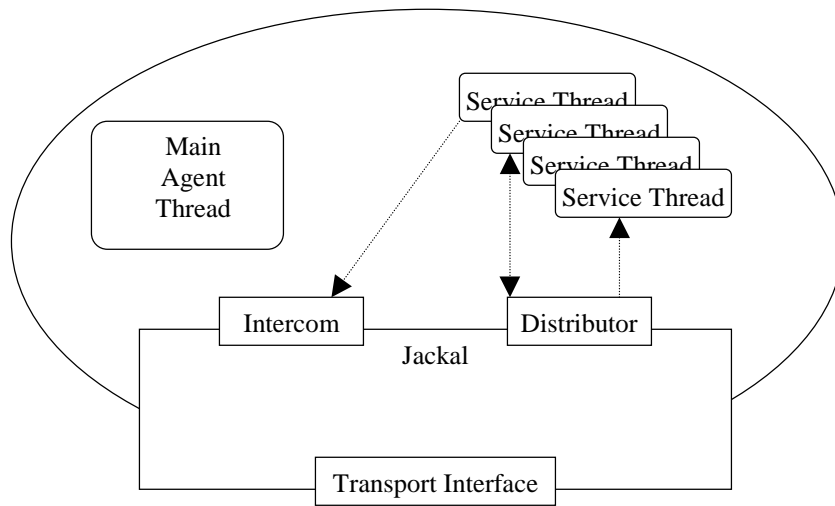 Service Thread
Service Thread
Service Thread
Service Thread
Main
Agent
Thread
Intercom
Distributor
Jackal
Transport Interface